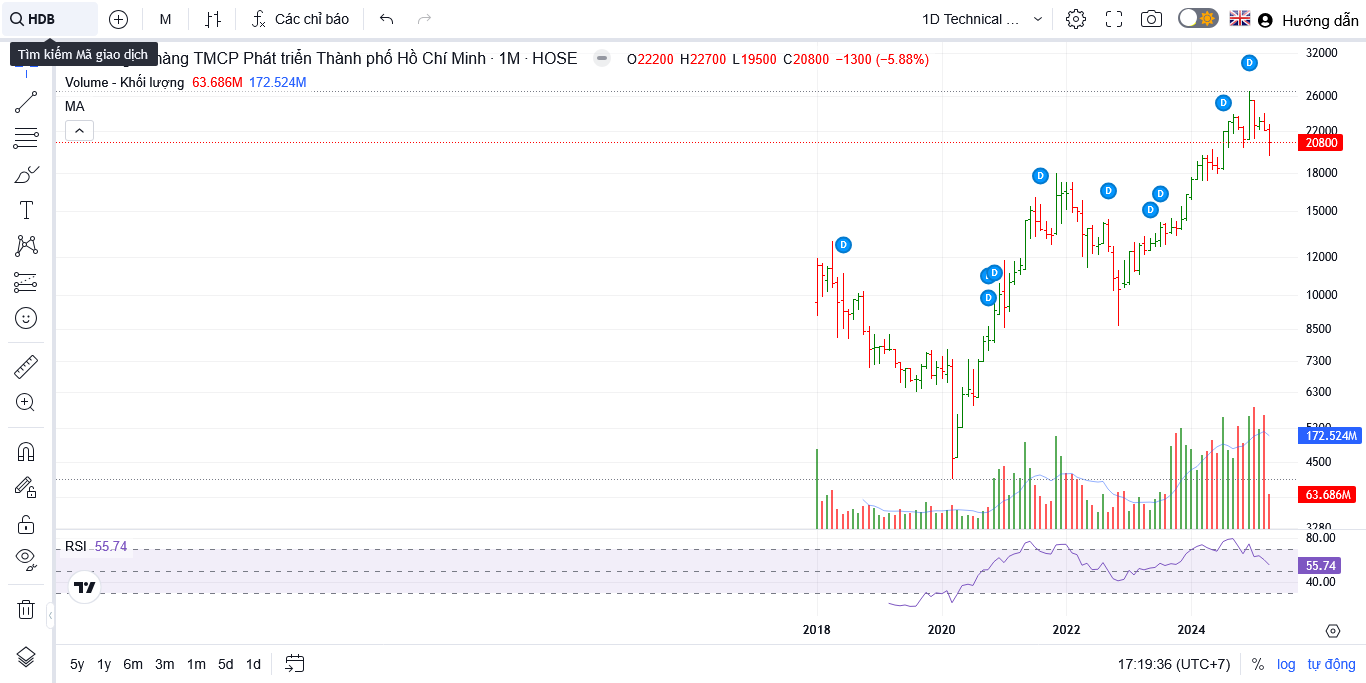 HDB
M
Các chỉ báo
1D Technical ...
Hướng dẫn
Tìm kiếm Mã giao dịch
hàng TMCP Phát triển Thành phố Hồ Chí Minh · 1M · HOSE
O22200 H22700 L19500 C20800 −1300 (−5.88%)
Volume - Khối lượng 63.686M 172.524M
MA
D
D
D
D
D
D
D
D
D
32000
26000
22000
20800
18000
15000
12000
10000
8500
7300
6300
5300
172.524M
4500
63.686M
3280
RSI 55.74
80.00
55.74
40.00
2018
2020
2022
2024
5y 1y 6m 3m 1m 5d 1d
17:19:36 (UTC+7) % log tự động